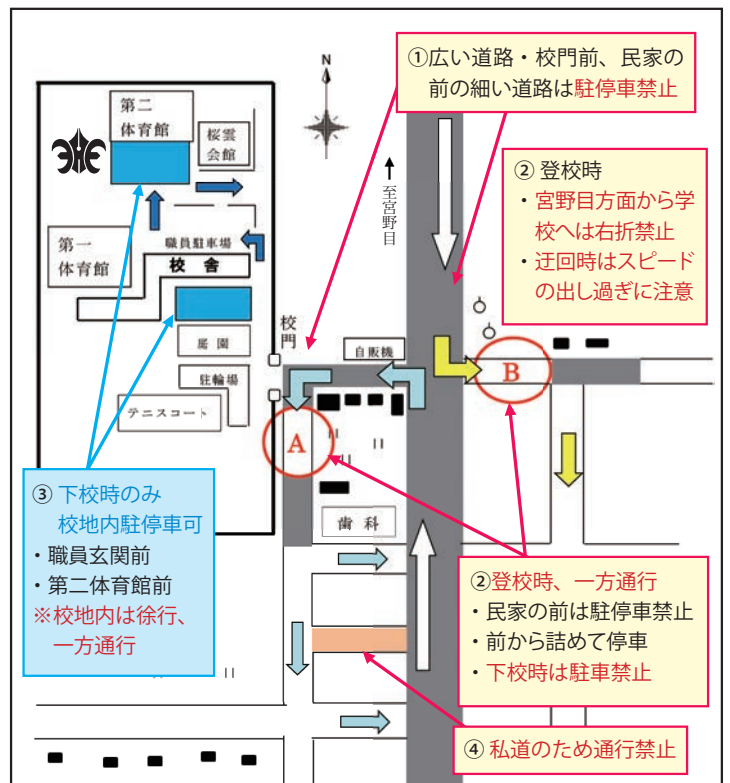 ①広い道路・校門前、民家の
前の細い道路は駐停車禁止
N
第二
体育館
桜雲
会館
至宮野目
② 登校時
・宮野目方面から学
校へは右折禁止
・迂回時はスピード
の出し過ぎに注意
第一
体育館
職員駐車場
校舎
校門
庭園
自販機
駐輪場
テニスコート
A
B
歯科
③ 下校時のみ
校地内駐停車可
・職員玄関前
・第二体育館前
※校地内は徐行、
一方通行
②登校時、一方通行
・民家の前は駐停車禁止
・前から詰めて停車
・下校時は駐車禁止
④ 私道のため通行禁止